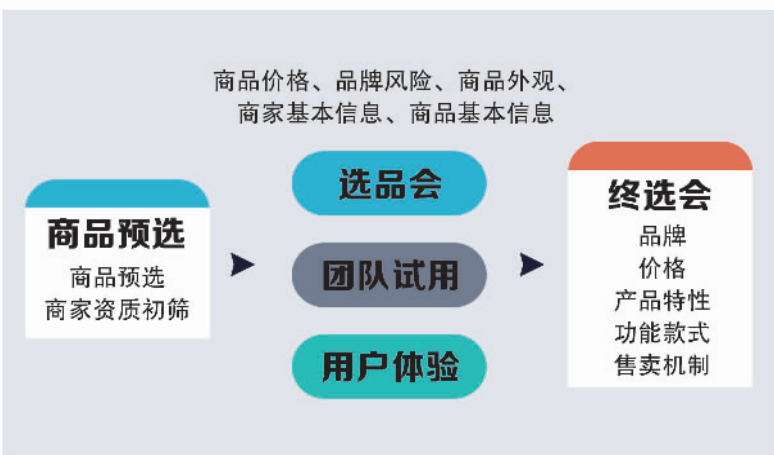 商品价格、品牌风险、商品外观、
商家基本信息、商品基本信息
商品预选
商品预选
商家资质初筛
选品会
团队试用
用户体验
终选会
品牌
价格
产品特性
功能款式
售卖机制